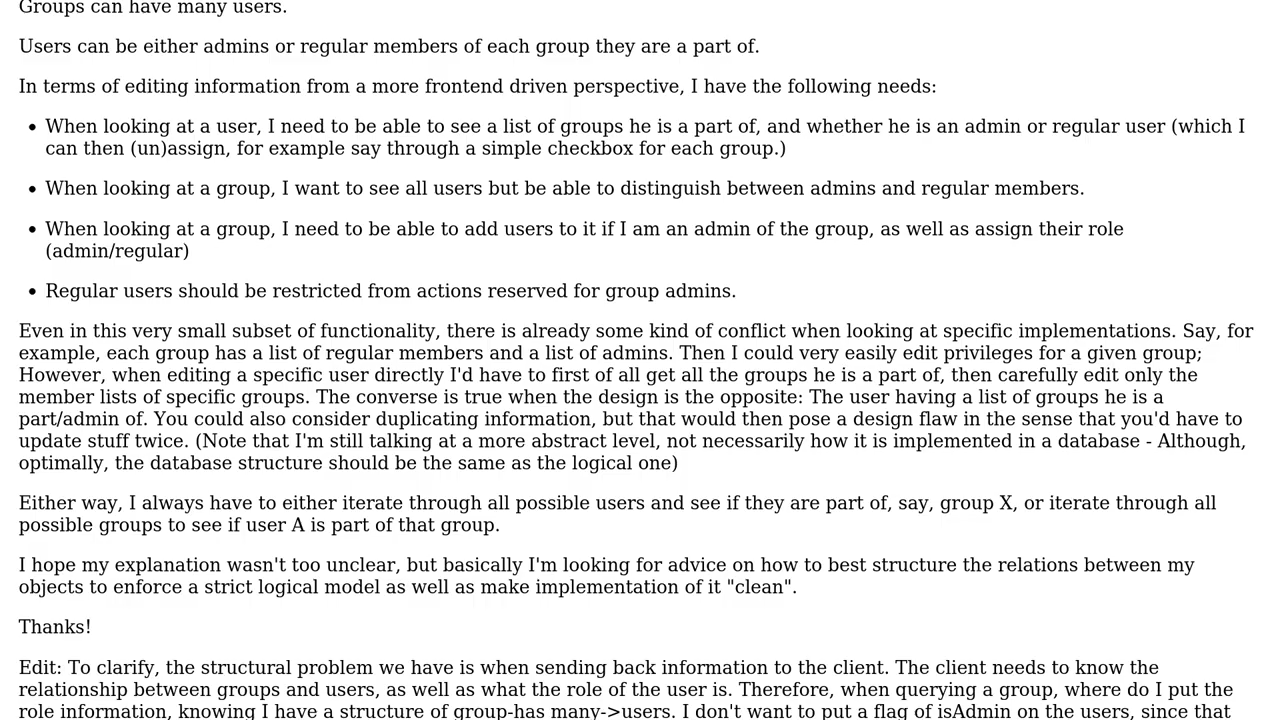 Groups can have many users.
Users can be either admins or regular members of each group they are a part of.
In terms of editing information from a more frontend driven perspective, I have the following needs:
• When looking at a user, I need to be able to see a list of groups he is a part of, and whether he is an admin or regular user (which I
can then (un)assign, for example say through a simple checkbox for each group.)
• When looking at a group, I want to see all users but be able to distinguish between admins and regular members.
• When looking at a group, I need to be able to add users to it if I am an admin of the group, as well as assign their role
(admin/regular)
• Regular users should be restricted from actions reserved for group admins.
Even in this very small subset of functionality, there is already some kind of conflict when looking at specific implementations. Say, for
example, each group has a list of regular members and a list of admins. Then I could very easily edit privileges for a given group;
However, when editing a specific user directly I'd have to first of all get all the groups he is a part of, then carefully edit only the
member lists of specific groups. The converse is true when the design is the opposite: The user having a list of groups he is a
part/admin of. You could also consider duplicating information, but that would then pose a design flaw in the sense that you'd have to
update stuff twice. (Note that I'm still talking at a more abstract level, not necessarily how it is implemented in a database - Although,
optimally, the database structure should be the same as the logical one)
Either way, I always have to either iterate through all possible users and see if they are part of, say, group X, or iterate through all
possible groups to see if user A is part of that group.
I hope my explanation wasn't too unclear, but basically I'm looking for advice on how to best structure the relations between my
objects to enforce a strict logical model as well as make implementation of it "clean".
Thanks!
Edit: To clarify, the structural problem we have is when sending back information to the client. The client needs to know the
relationship between groups and users, as well as what the role of the user is. Therefore, when querying a group, where do I put the
role information, knowing I have a structure of group-has many->users. I don't want to put a flag of isAdmin on the users, since that